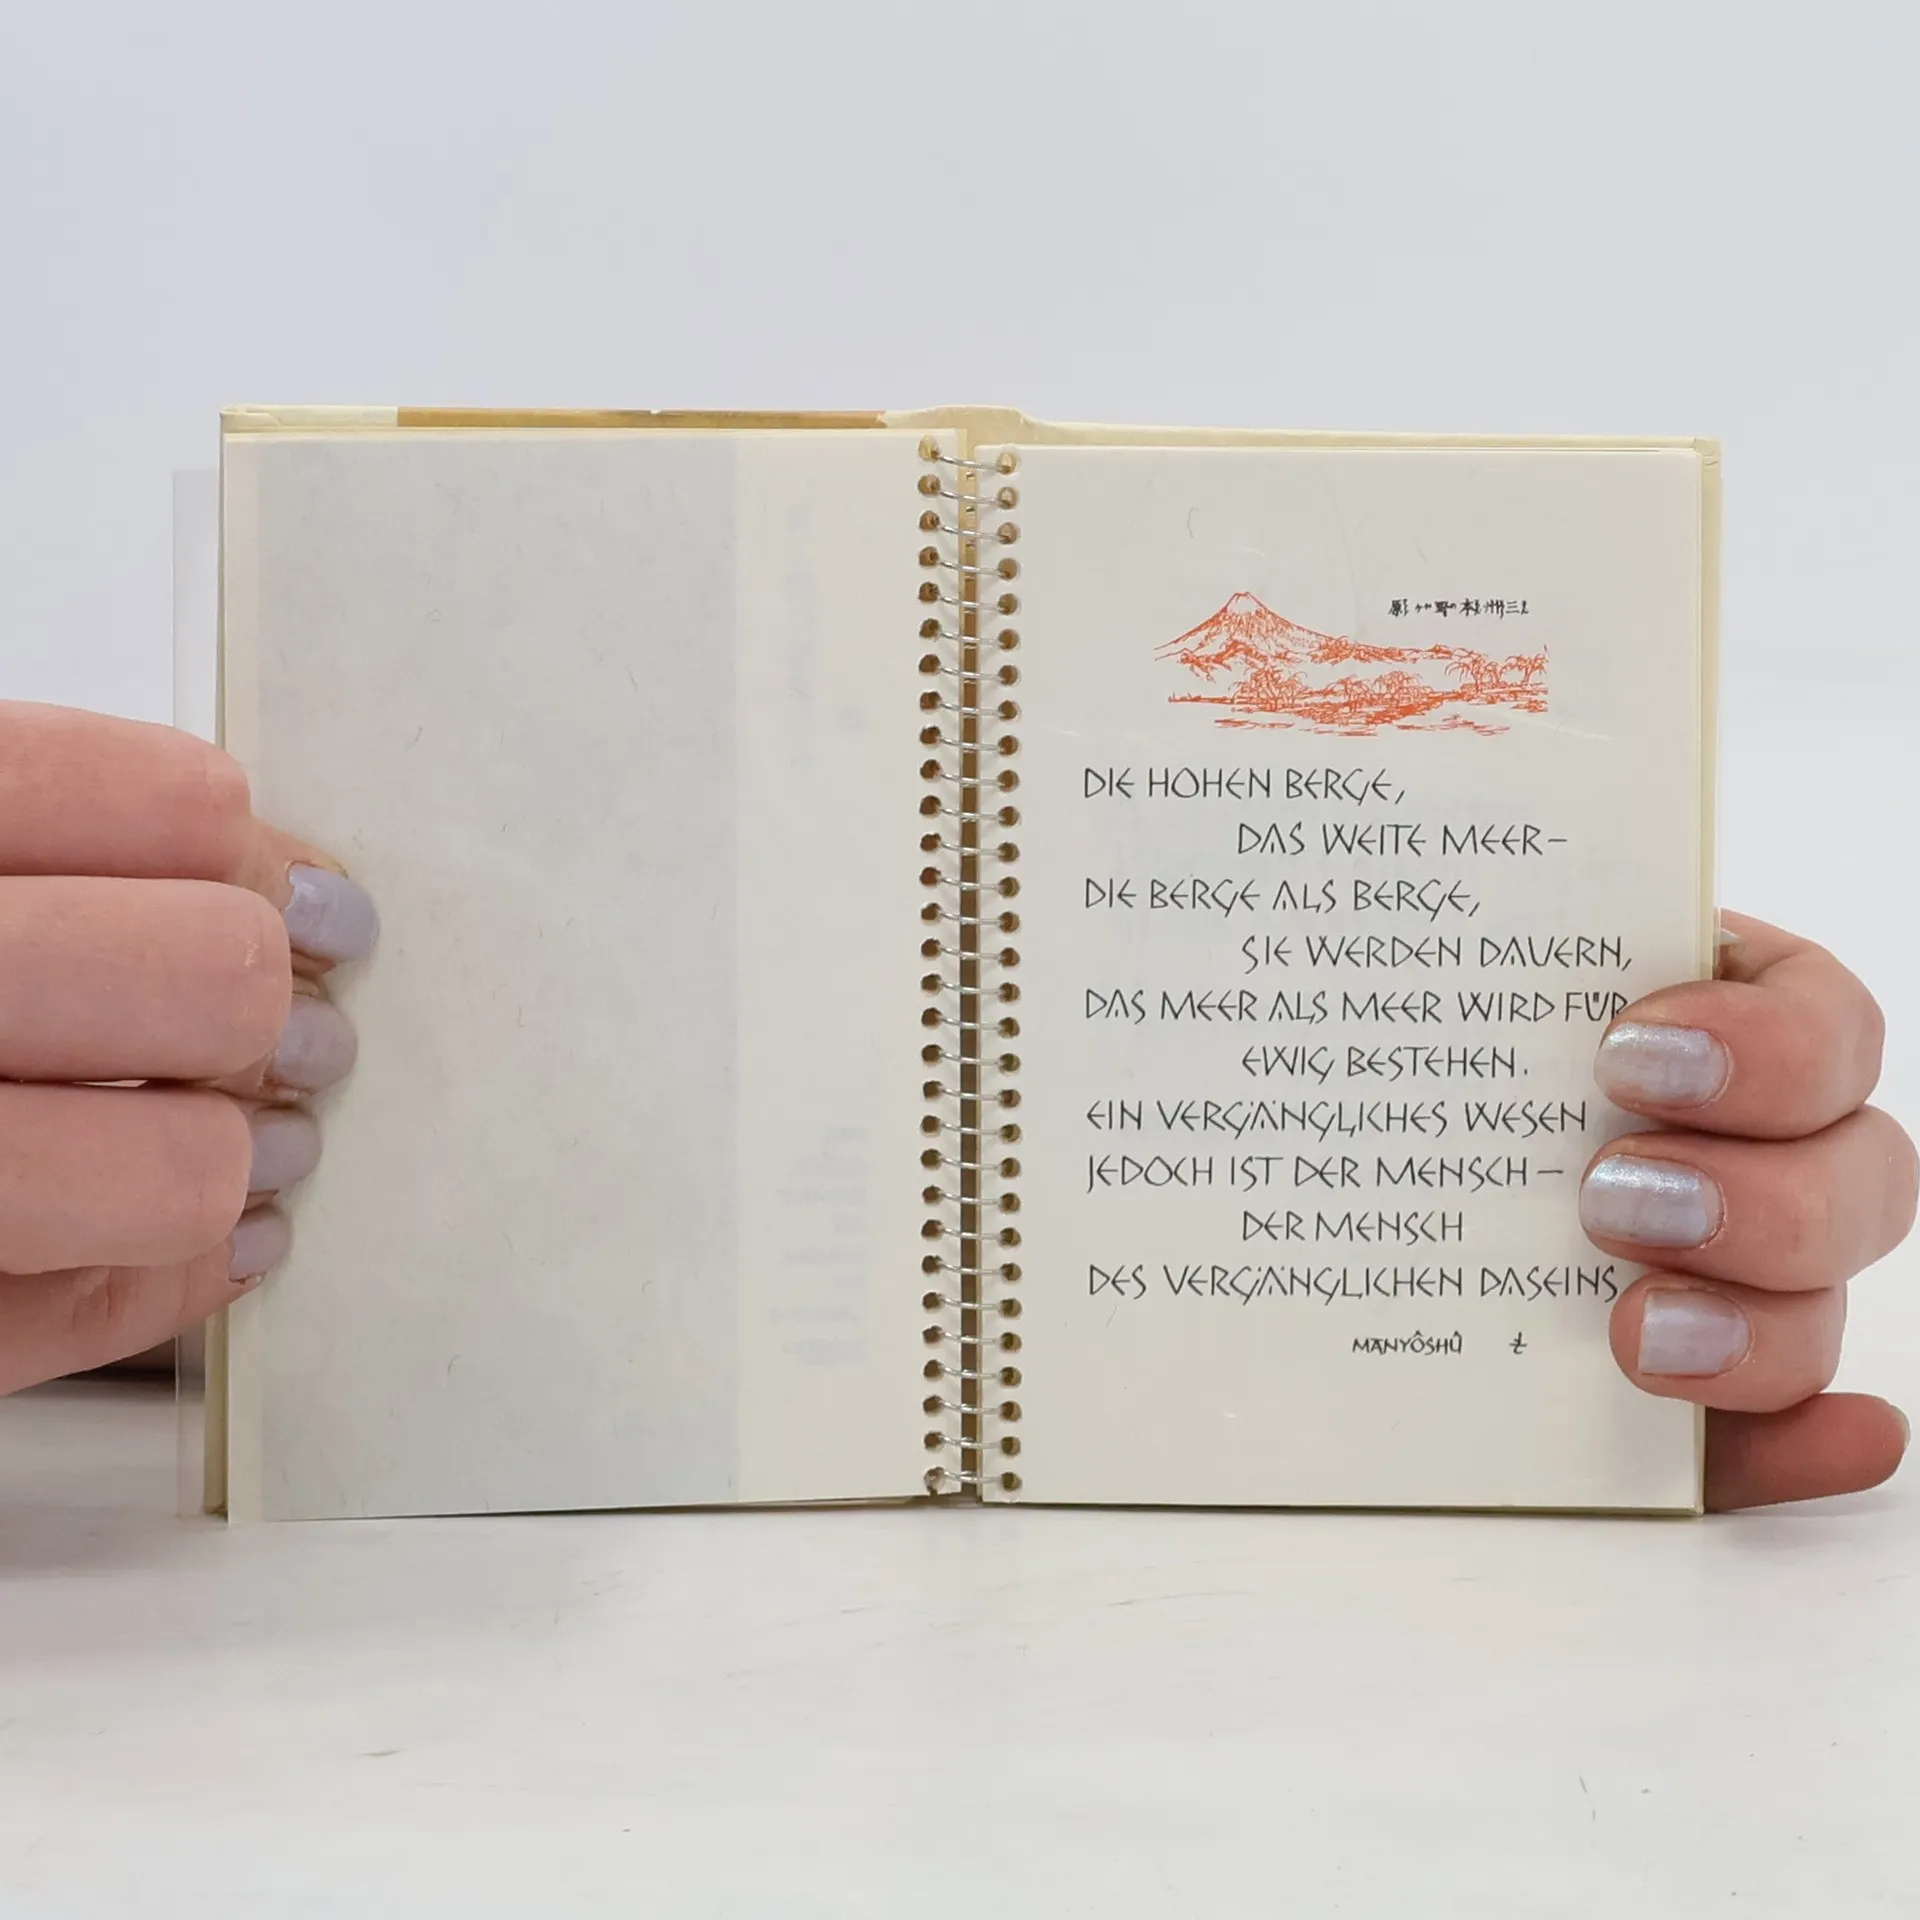 DIE HOHEN BERGE,
DAS WEITE MEER–
DIE BERGE ALS BERGE,
SIE WERDEN DAUERN,
DAS MEER ALS MEER WIRD FÜR
EWIG BESTEHEN.
EIN VERGÄNGLICHES WESEN
JEDOCH IST DER MENSCH–
DER MENSCH
DES VERGÄNGLICHEN DASEINS
MANYÔSHÛ